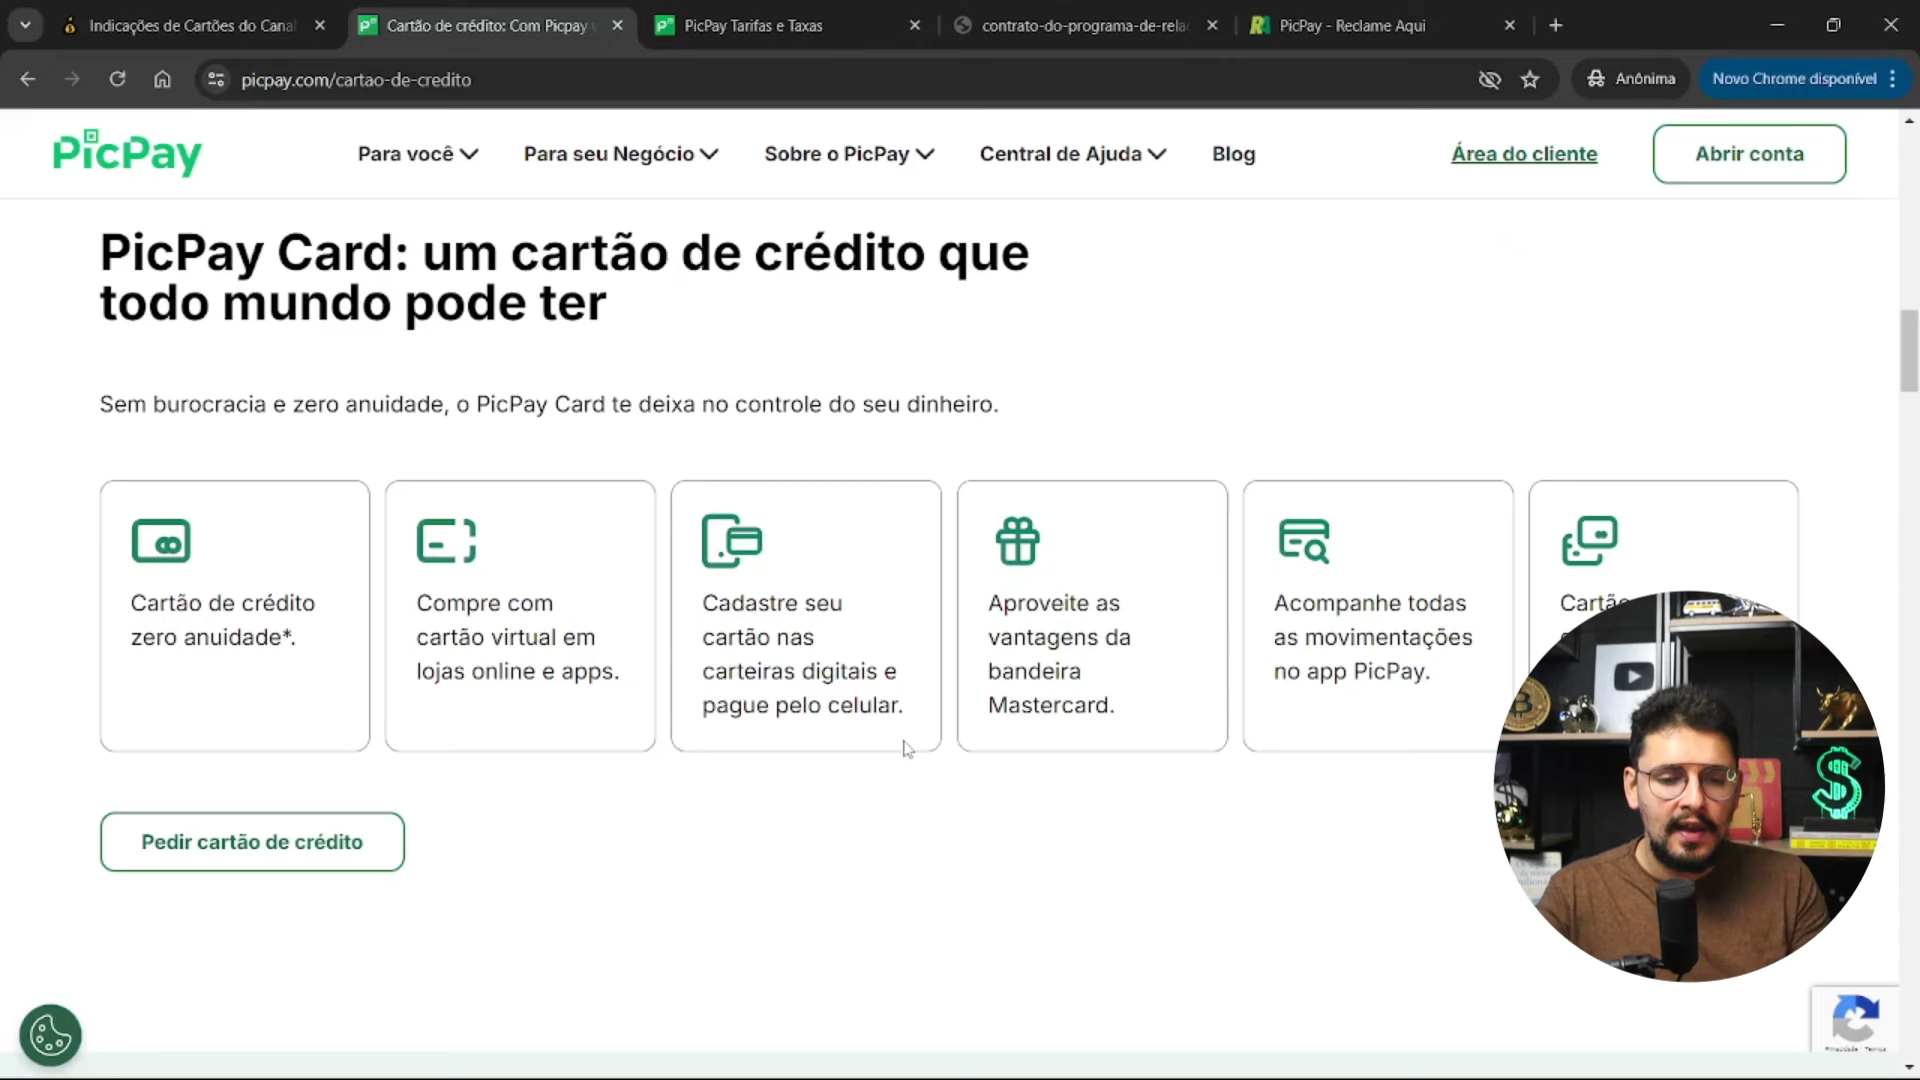 Indicações de Cartões do Canal
Cartão de crédito: Com Picpay
PicPay Tarifas e Taxas
contrato-do-programa-de-rela
PicPay - Reclame Aqui
picpay.com/cartao-de-credito
Anônima
Novo Chrome disponível
PicPay
Para você
Para seu Negócio
Sobre o PicPay
Central de Ajuda
Blog
Área do cliente
Abrir conta
PicPay Card: um cartão de crédito que
todo mundo pode ter
Sem burocracia e zero anuidade, o PicPay Card te deixa no controle do seu dinheiro.
Cartão de crédito
zero anuidade*.
Compre com
cartão virtual em
lojas online e apps.
Cadastre seu
cartão nas
carteiras digitais e
pague pelo celular.
Aproveite as
vantagens da
bandeira
Mastercard.
Acompanhe todas
as movimentações
no app PicPay.
Cartão
Pedir cartão de crédito